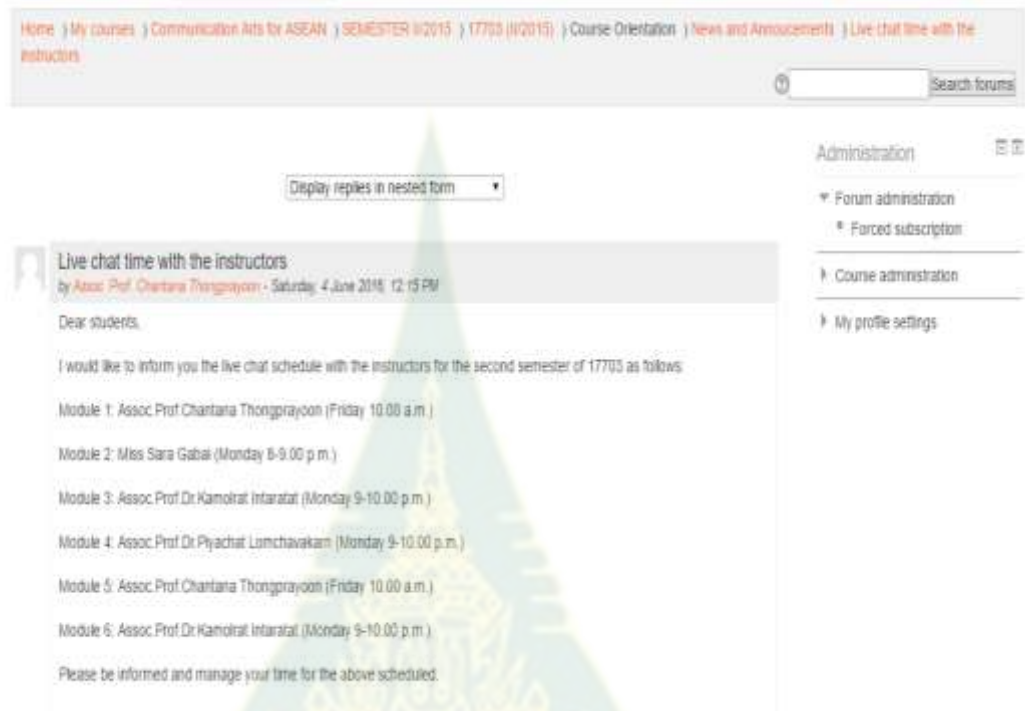 Home ⟩ My courses ⟩ Communication Arts for ASEAN ⟩ SEMESTER II/2015 ⟩ 17703 (II/2015) ⟩ Course Orientation ⟩ News and Annoucements ⟩ Live chat time with the
instructors
Search forums
Administration
Display replies in nested form
Forum administration
Forced subscription
Live chat time with the instructors
by Assoc. Prof. Chantana Thongprayoon - Saturday, 4 June 2016, 12:15 PM
Course administration
Dear students,
My profile settings
I would like to inform you the live chat schedule with the instructors for the second semester of 17703 as follows:
Module 1: Assoc.Prof.Chantana Thongprayoon (Friday 10.00 a.m.)
Module 2: Miss Sara Gabai (Monday 8-9.00 p.m.)
Module 3: Assoc.Prof.Dr.Kamolrat Intaratat (Monday 9-10.00 p.m.)
Module 4: Assoc.Prof.Dr.Piyachat Lomchavakarn (Monday 9-10.00 p.m.)
Module 5: Assoc.Prof.Chantana Thongprayoon (Friday 10.00 a.m.)
Module 6: Assoc.Prof.Dr.Kamolrat Intaratat (Monday 9-10.00 p.m.)
Please be informed and manage your time for the above scheduled.